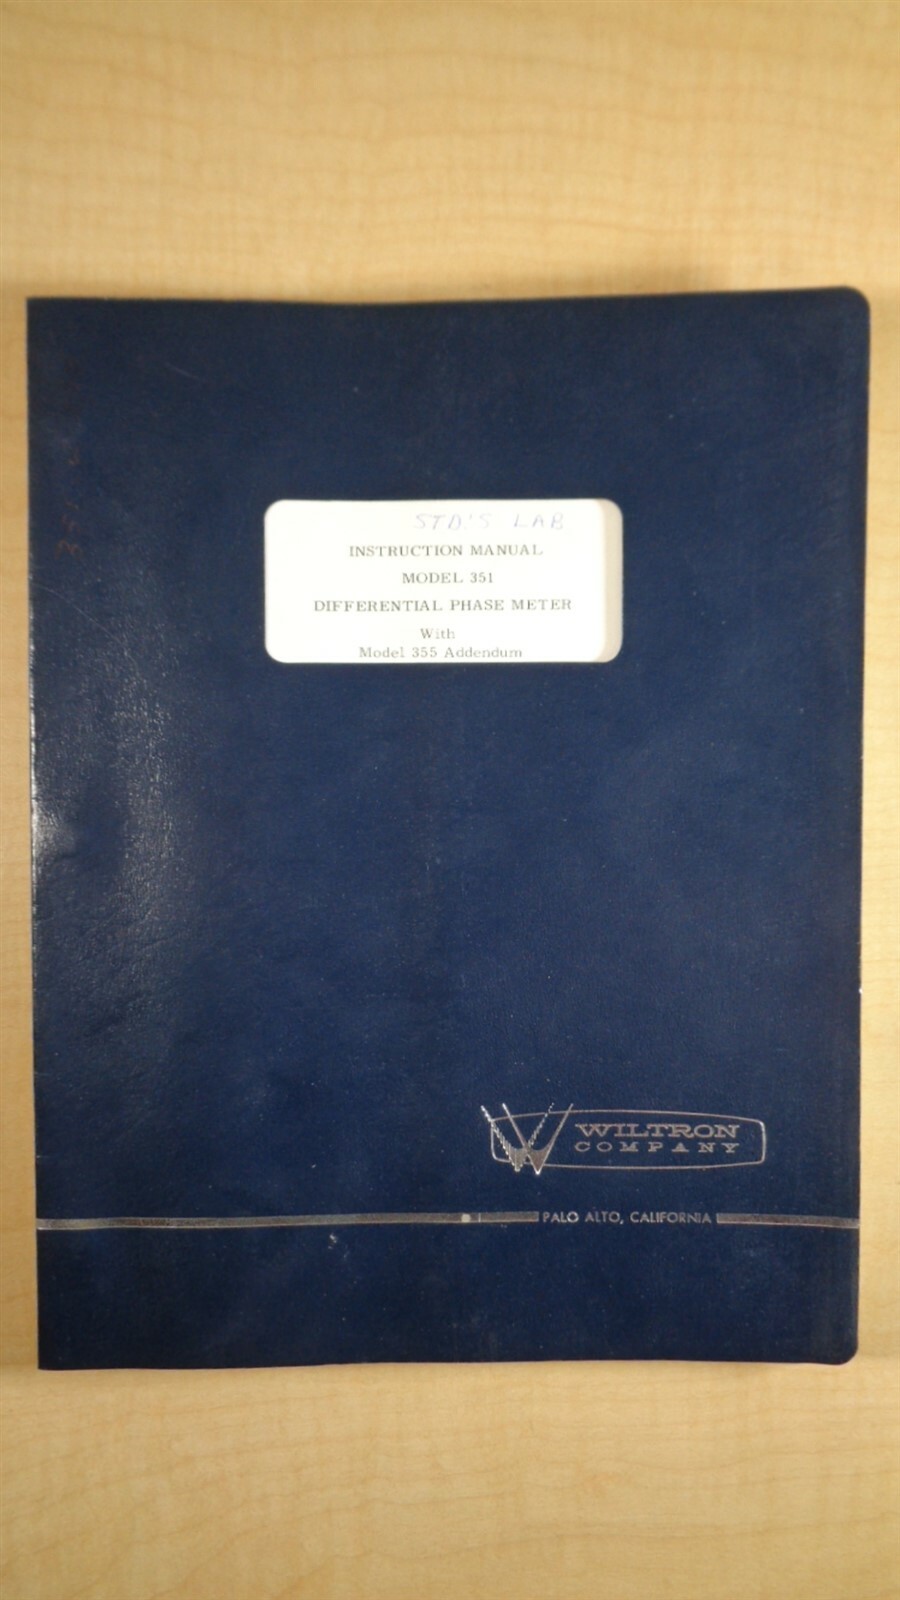 STD'S LAB
INSTRUCTION MANUAL
MODEL 351
DIFFERENTIAL PHASE METER
With
Model 355 Addendum
WILTRON
COMPANY
PALO ALTO, CALIFORNIA